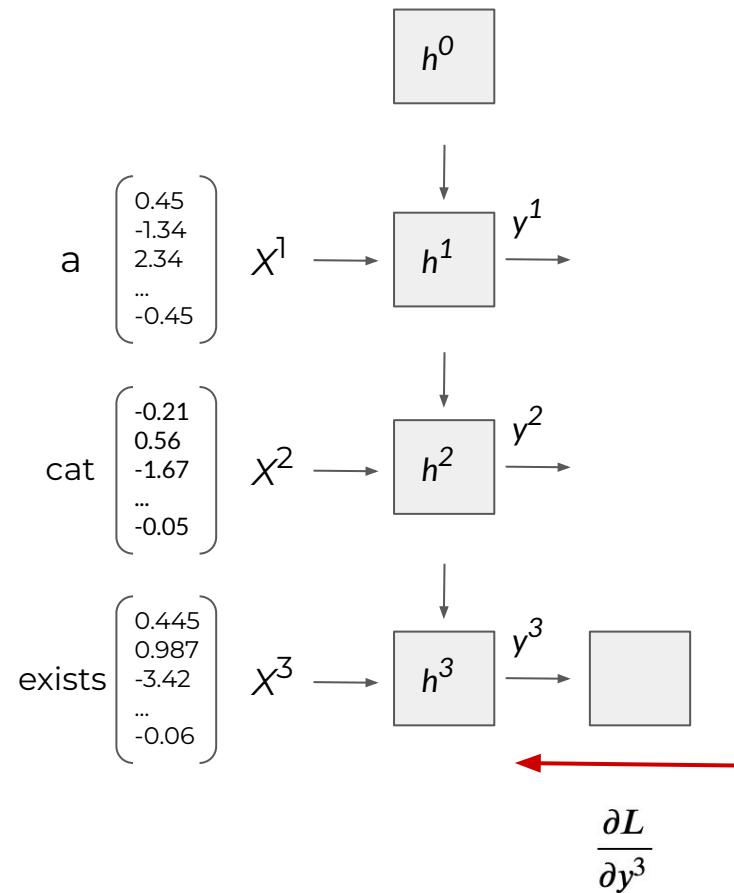 h⁰
0.45
-1.34
2.34
...
-0.45
a
X¹
h¹
y¹
-0.21
0.56
-1.67
...
-0.05
cat
X²
h²
y²
0.445
0.987
-3.42
...
-0.06
exists
X³
h³
y³
∂L
∂y³